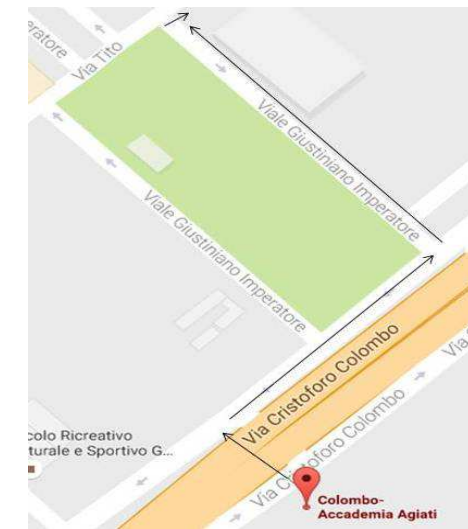 eratore
Imperatore
Via Tito
Viale Giustiniano Imperatore
Viale Giustiniano Imperatore
Via Cristoforo Colombo
Via
colo Ricreativo
turale e Sportivo G...
Via Cristoforo Colombo
Colombo-
Accademia Agiati